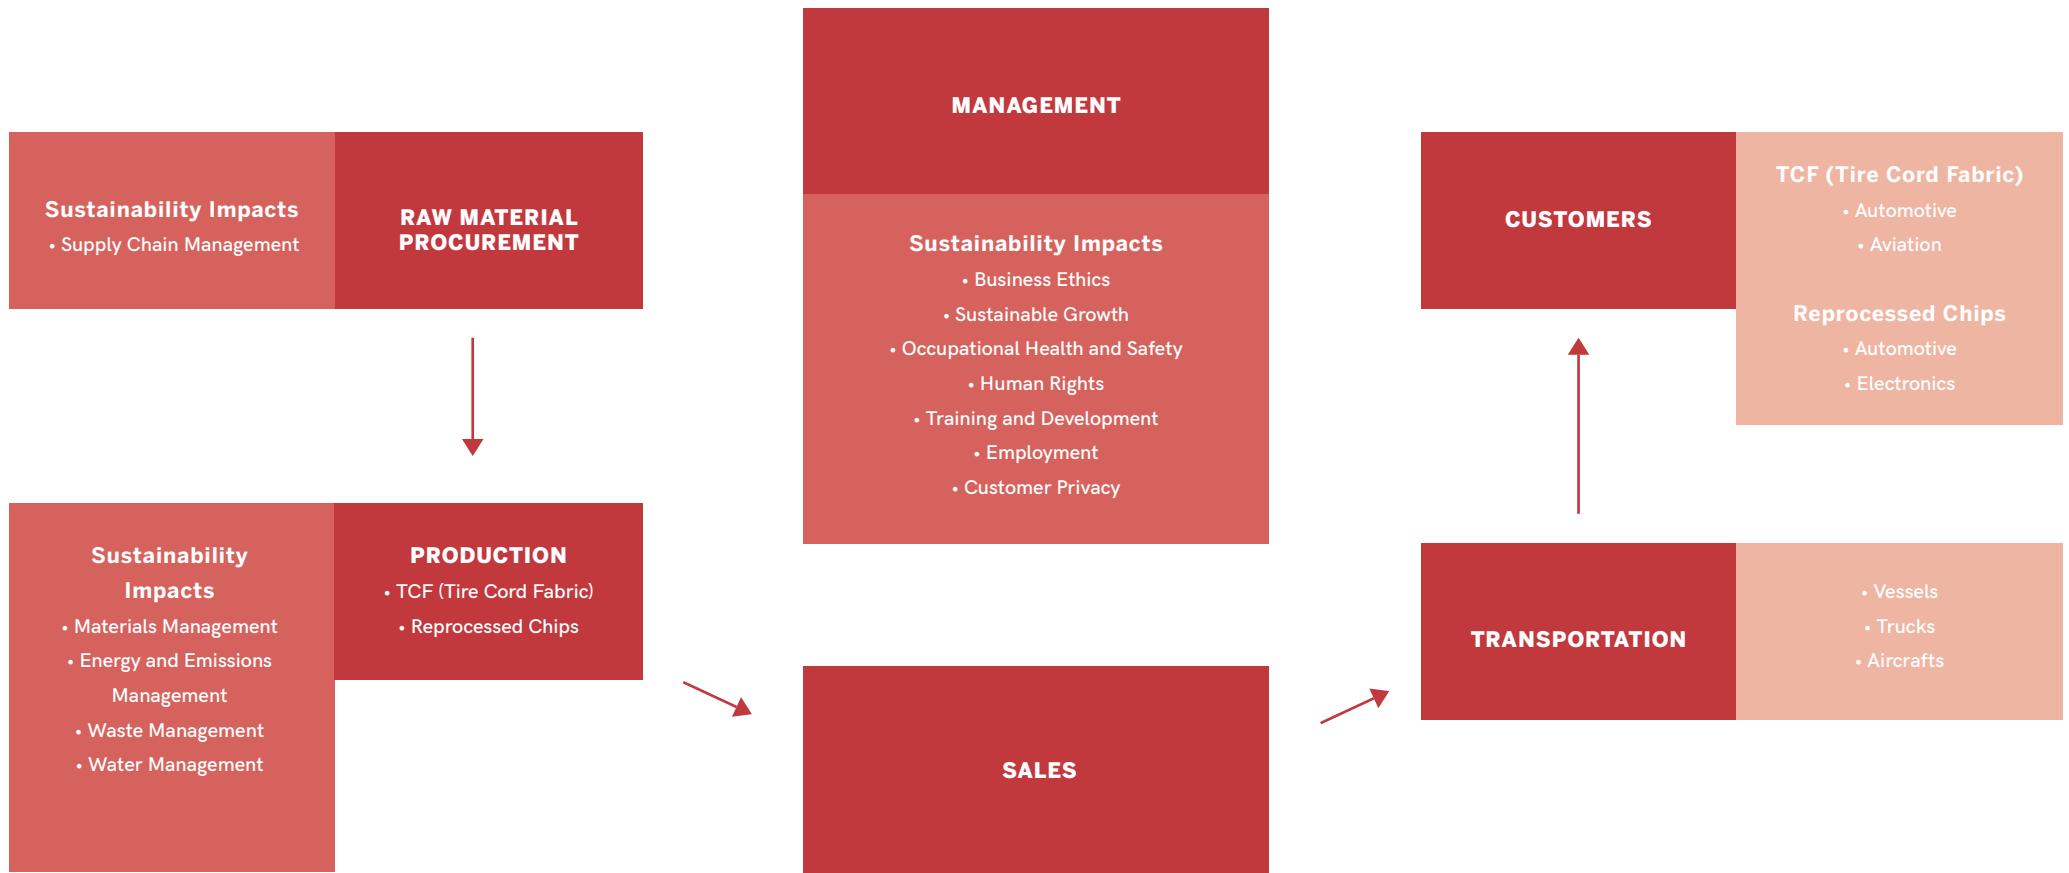 Sustainability Impacts
• Supply Chain Management
RAW MATERIAL
PROCUREMENT
Sustainability
Impacts
• Materials Management
• Energy and Emissions
Management
• Waste Management
• Water Management
PRODUCTION
• TCF (Tire Cord Fabric)
• Reprocessed Chips
MANAGEMENT
Sustainability Impacts
• Business Ethics
• Sustainable Growth
• Occupational Health and Safety
• Human Rights
• Training and Development
• Employment
• Customer Privacy
SALES
CUSTOMERS
TCF (Tire Cord Fabric)
• Automotive
• Aviation
Reprocessed Chips
• Automotive
• Electronics
TRANSPORTATION
• Vessels
• Trucks
• Aircrafts